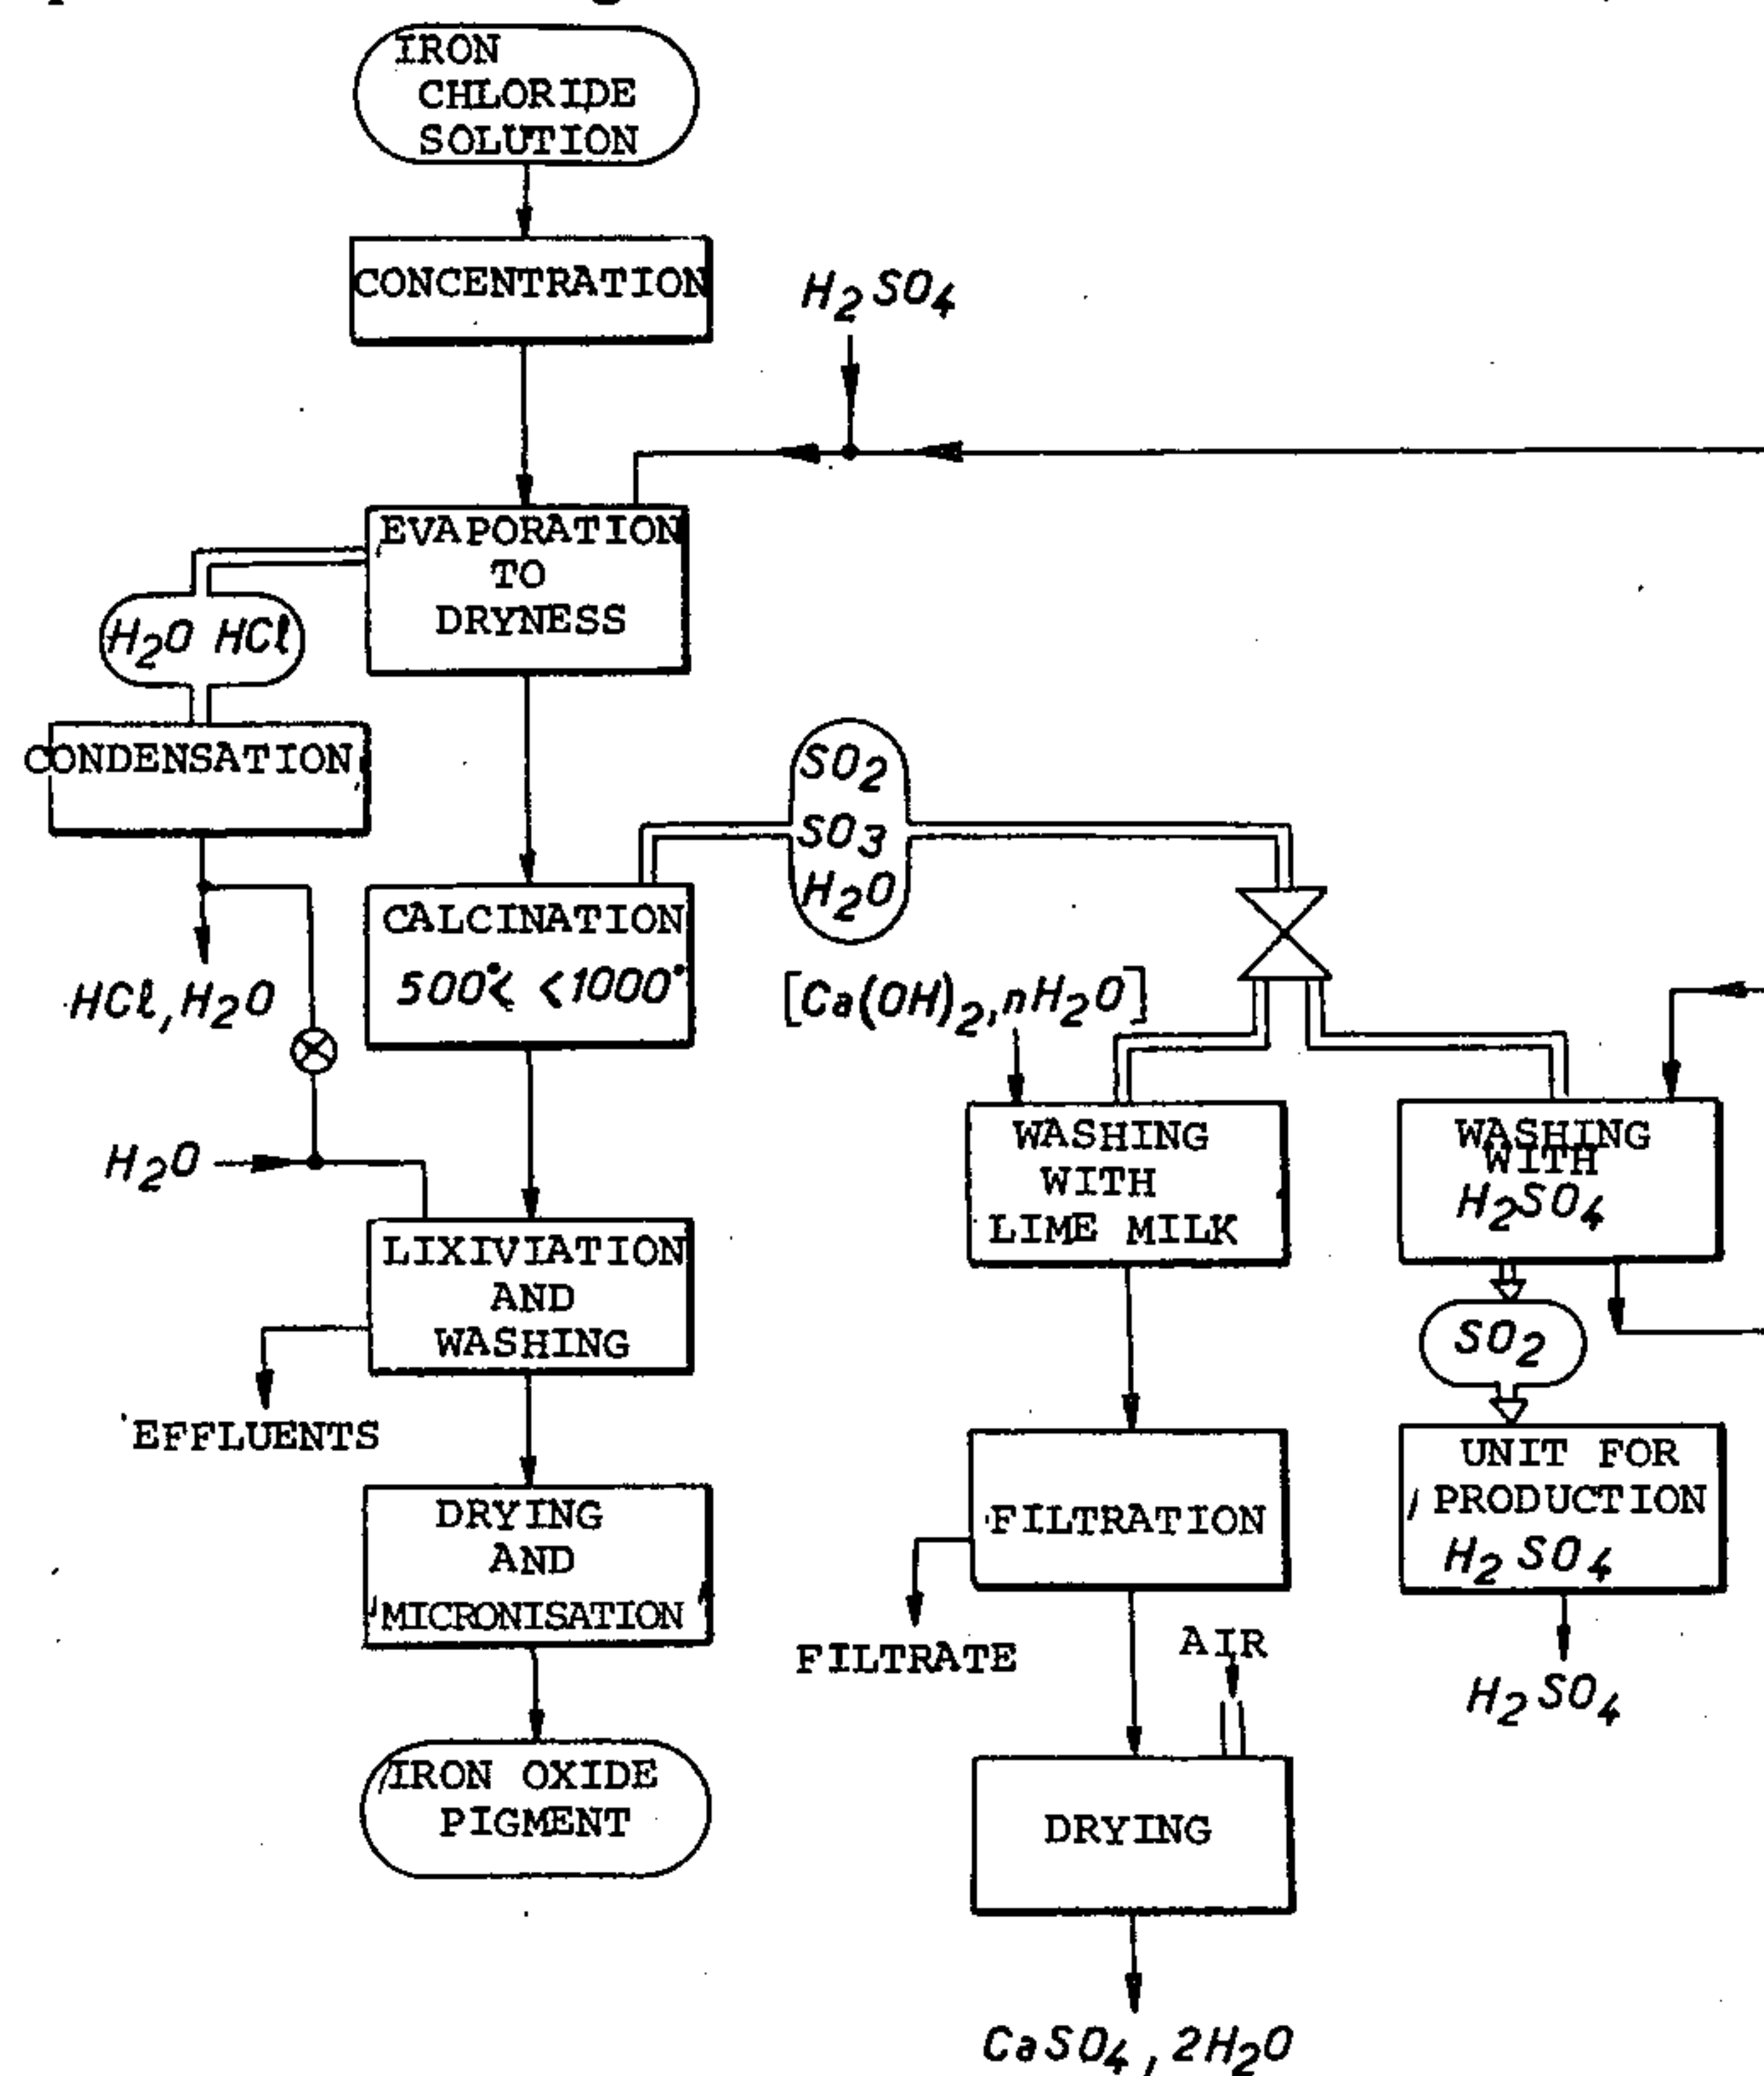 IRON
CHLORIDE
SOLUTION
CONCENTRATION
H2SO4
EVAPORATION
TO
DRYNESS
H2O HCl
CONDENSATION
SO2
SO3
H2O
CALCINATION
500°< <1000°
HCl, H2O
[Ca(OH)2, nH2O]
H2O
WASHING
WITH
LIME MILK
WASHING
WITH
H2SO4
LIXIVIATION
AND
WASHING
SO2
EFFLUENTS
UNIT FOR
PRODUCTION
H2SO4
FILTRATION
DRYING
AND
MICRONISATION
FILTRATE
AIR
H2SO4
IRON OXIDE
PIGMENT
DRYING
CaSO4, 2H2O